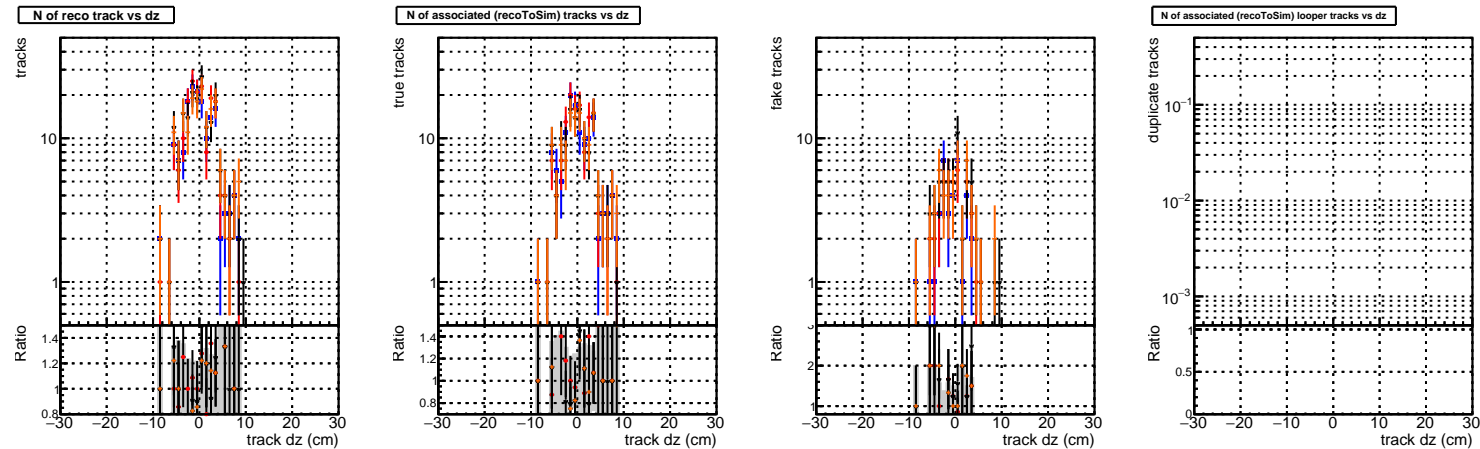 N of reco track vs dz
N of associated (recoToSim) tracks vs dz
N of associated (recoToSim) looper tracks vs dz
tracks
10
1
Ratio
1.4
1.2
1
0.8
−30 −20 −10 0 10 20 30
track dz (cm)
true tracks
10
1
Ratio
1.4
1.2
1
0.8
−30 −20 −10 0 10 20 30
track dz (cm)
fake tracks
10
1
Ratio
3
2
1
−30 −20 −10 0 10 20 30
track dz (cm)
duplicate tracks
10−1
10−2
10−3
Ratio
1
0.5
0
−30 −20 −10 0 10 20 30
track dz (cm)